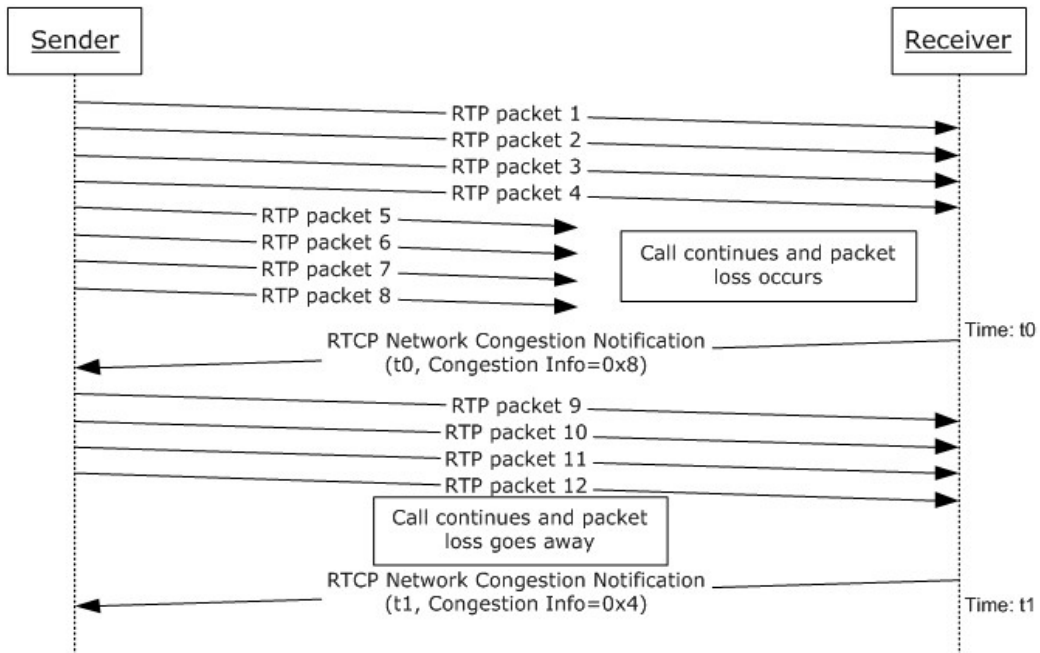 Sender
Receiver
RTP packet 1
RTP packet 2
RTP packet 3
RTP packet 4
RTP packet 5
RTP packet 6
RTP packet 7
RTP packet 8
Call continues and packet
loss occurs
Time: t0
RTCP Network Congestion Notification
(t0, Congestion Info=0x8)
RTP packet 9
RTP packet 10
RTP packet 11
RTP packet 12
Call continues and packet
loss goes away
RTCP Network Congestion Notification
(t1, Congestion Info=0x4)
Time: t1